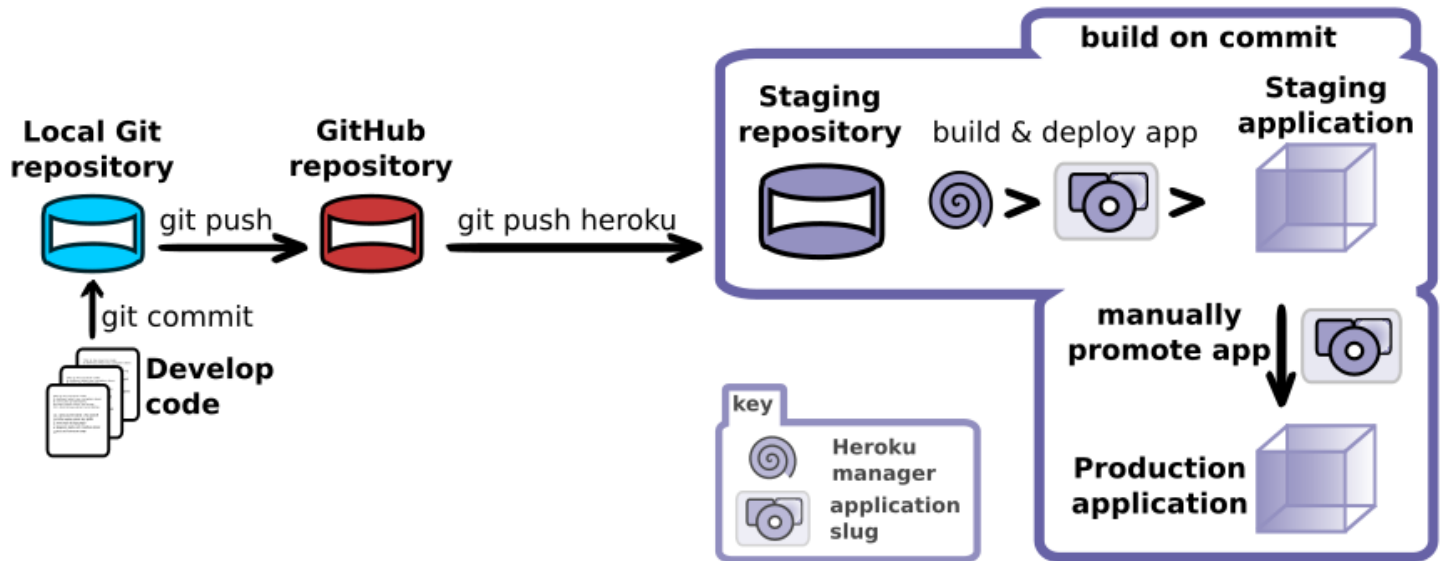 build on commit
Staging
repository
build & deploy app
Staging
application
Local Git
repository
GitHub
repository
git push
git push heroku
git commit
Develop
code
manually
promote app
Production
application
key
Heroku
manager
application
slug